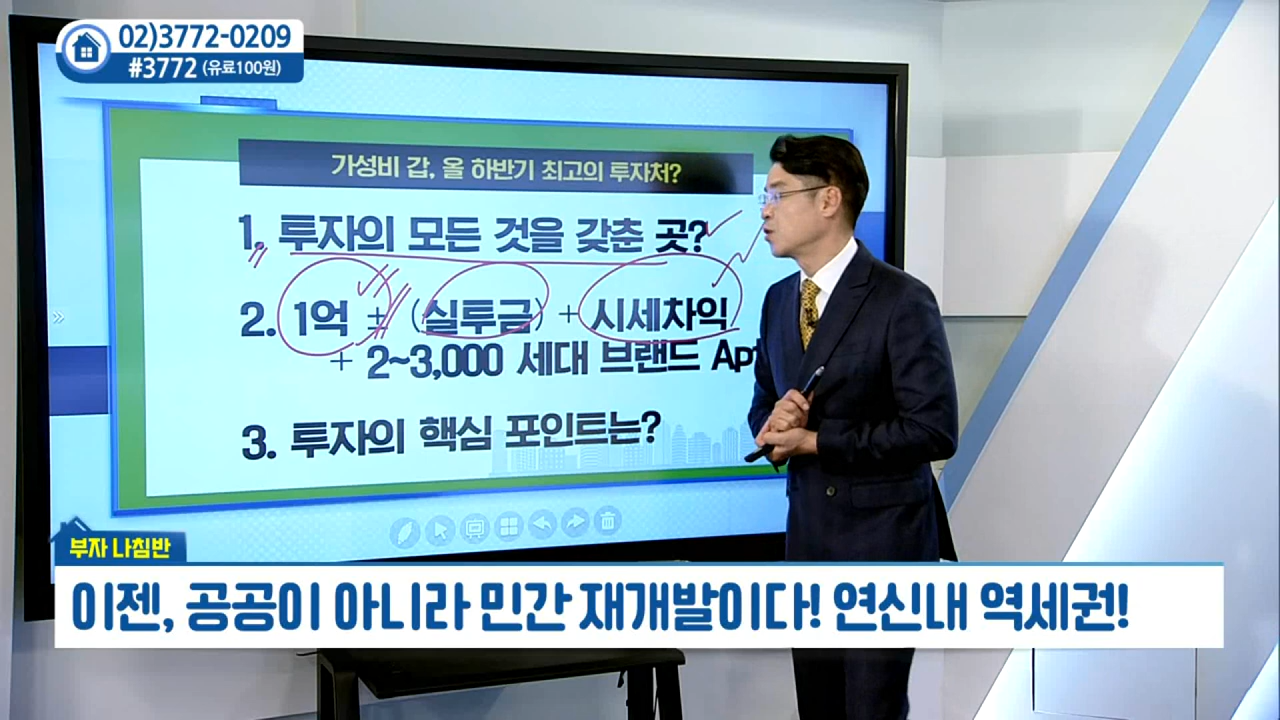 02)3772-0209
#3772 (유료100원)
가성비 갑, 올 하반기 최고의 투자처?
1. 투자의 모든 것을 갖춘 곳?
2. 1억 ± (실투금) + 시세차익
+ 2~3,000 세대 브랜드 Apt
3. 투자의 핵심 포인트는?
부자 나침반
이젠, 공공이 아니라 민간 재개발이다! 연신내 역세권!